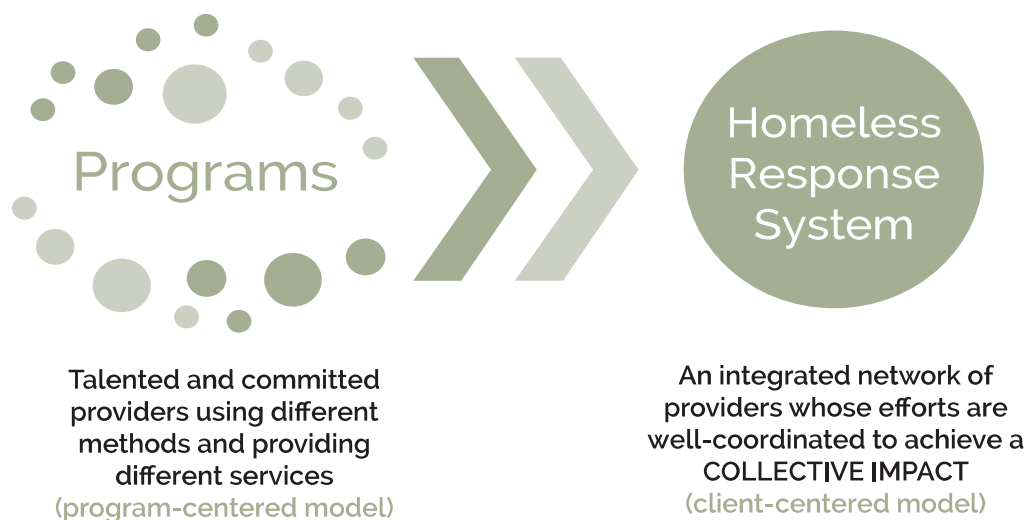 Programs
Talented and committed
providers using different
methods and providing
different services
(program-centered model)
Homeless
Response
System
An integrated network of
providers whose efforts are
well-coordinated to achieve a
COLLECTIVE IMPACT
(client-centered model)